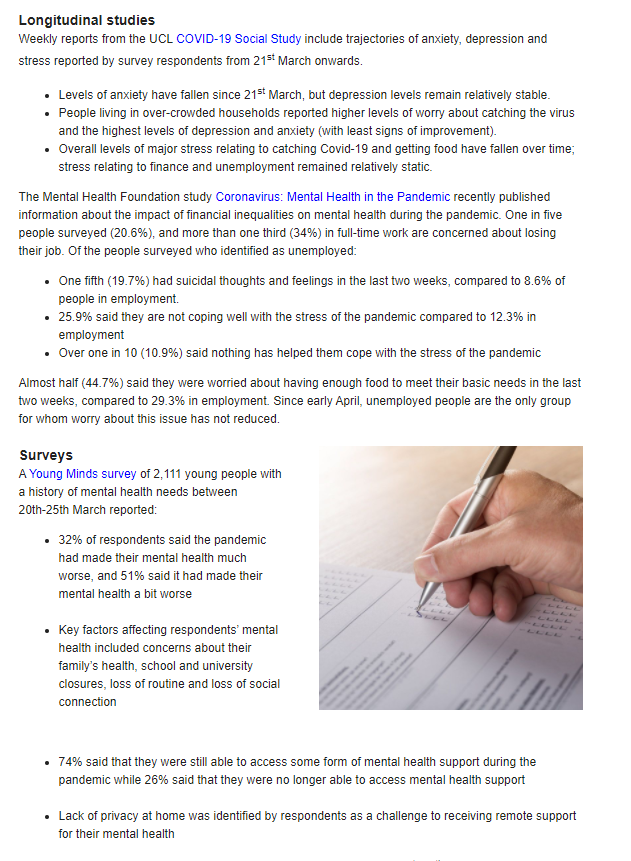 Longitudinal studies
Weekly reports from the UCL COVID-19 Social Study include trajectories of anxiety, depression and
stress reported by survey respondents from 21st March onwards.
• Levels of anxiety have fallen since 21st March, but depression levels remain relatively stable.
• People living in over-crowded households reported higher levels of worry about catching the virus
and the highest levels of depression and anxiety (with least signs of improvement).
• Overall levels of major stress relating to catching Covid-19 and getting food have fallen over time;
stress relating to finance and unemployment remained relatively static.
The Mental Health Foundation study Coronavirus: Mental Health in the Pandemic recently published
information about the impact of financial inequalities on mental health during the pandemic. One in five
people surveyed (20.6%), and more than one third (34%) in full-time work are concerned about losing
their job. Of the people surveyed who identified as unemployed:
• One fifth (19.7%) had suicidal thoughts and feelings in the last two weeks, compared to 8.6% of
people in employment.
• 25.9% said they are not coping well with the stress of the pandemic compared to 12.3% in
employment
• Over one in 10 (10.9%) said nothing has helped them cope with the stress of the pandemic
Almost half (44.7%) said they were worried about having enough food to meet their basic needs in the last
two weeks, compared to 29.3% in employment. Since early April, unemployed people are the only group
for whom worry about this issue has not reduced.
Surveys
A Young Minds survey of 2,111 young people with
a history of mental health needs between
20th-25th March reported:
• 32% of respondents said the pandemic
had made their mental health much
worse, and 51% said it had made their
mental health a bit worse
• Key factors affecting respondents' mental
health included concerns about their
family's health, school and university
closures, loss of routine and loss of social
connection
• 74% said that they were still able to access some form of mental health support during the
pandemic while 26% said that they were no longer able to access mental health support
• Lack of privacy at home was identified by respondents as a challenge to receiving remote support
for their mental health